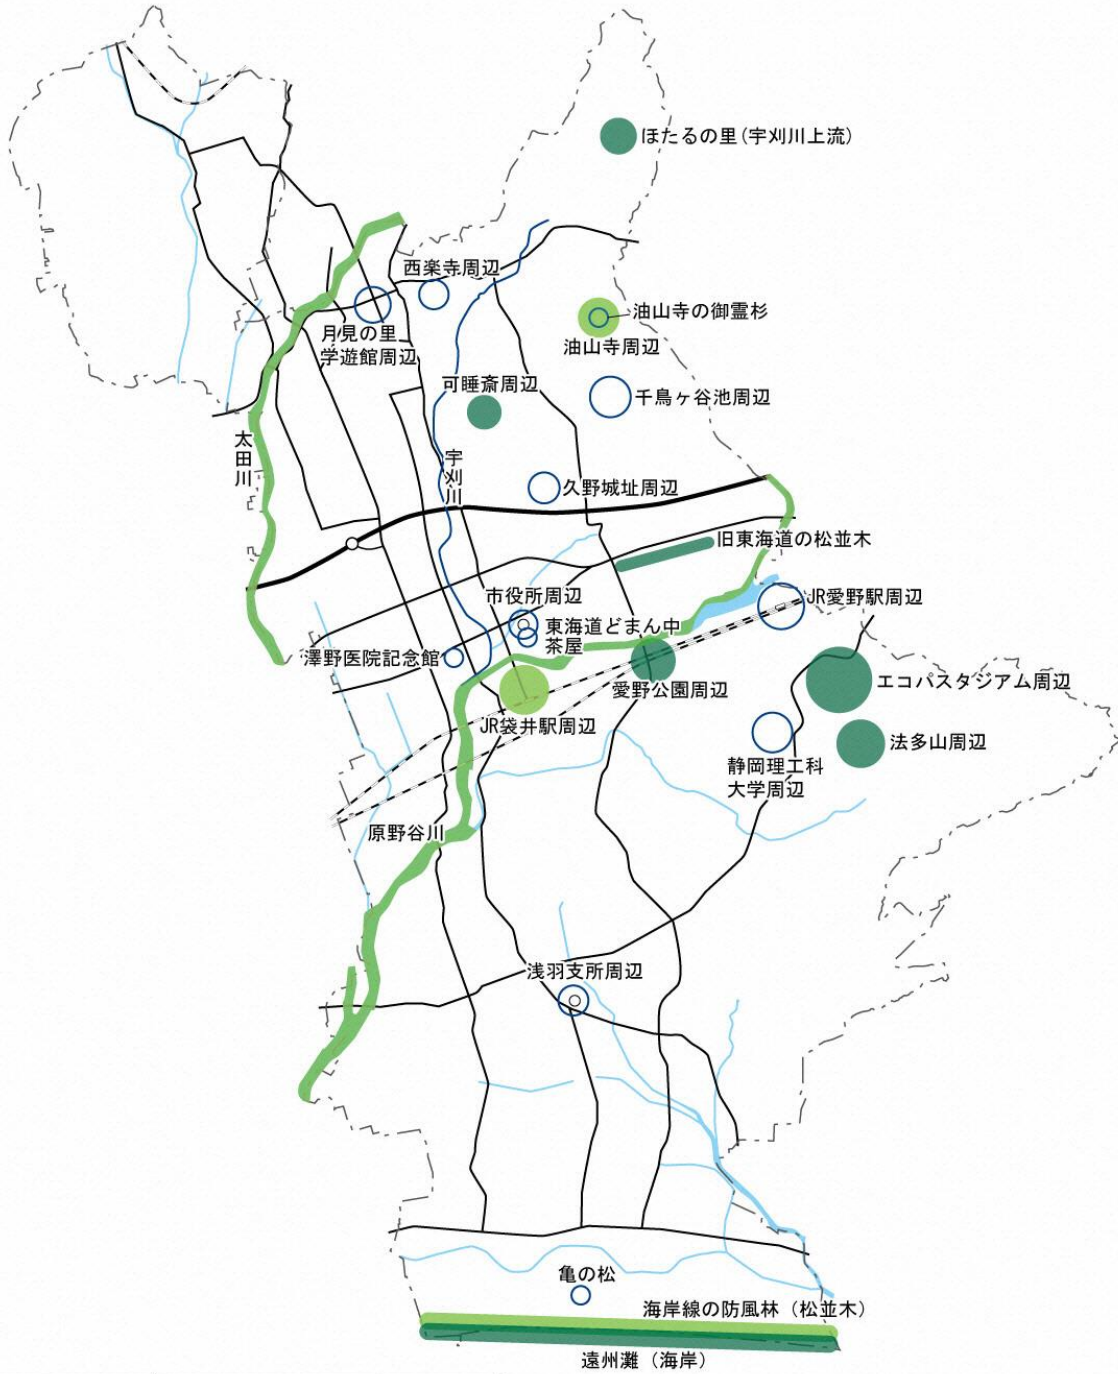 ほたるの里（宇刈川上流）
西楽寺周辺
油山寺の御霊杉
月見の里
学遊館周辺
油山寺周辺
可睡斎周辺
千鳥ヶ谷池周辺
太田川
宇刈川
久野城址周辺
旧東海道の松並木
市役所周辺
JR愛野駅周辺
東海道どまん中
茶屋
澤野医院記念館
愛野公園周辺
エコパスタジアム周辺
JR袋井駅周辺
法多山周辺
静岡理工科
大学周辺
原野谷川
浅羽支所周辺
亀の松
海岸線の防風林（松並木）
遠州灘（海岸）